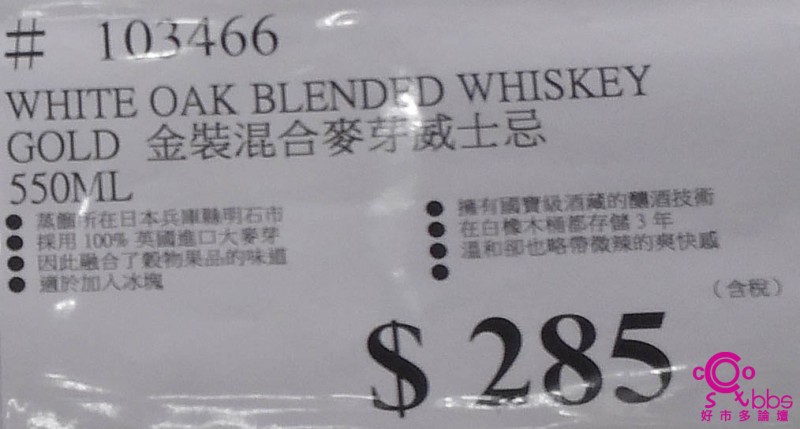 # 103466
WHITE OAK BLENDED WHISKEY
GOLD 金裝混合麥芽威士忌
550ML
● 蒸餾所在日本兵庫縣明石市
● 採用 100% 英國進口大麥芽
● 因此融合了穀物果品的味道
● 適於加入冰塊
● 擁有國寶級酒藏的釀酒技術
● 在白橡木桶都存儲 3 年
● 溫和卻也略帶微辣的爽快感
●
(含稅)
$ 285
COSTbbs
好市多論壇